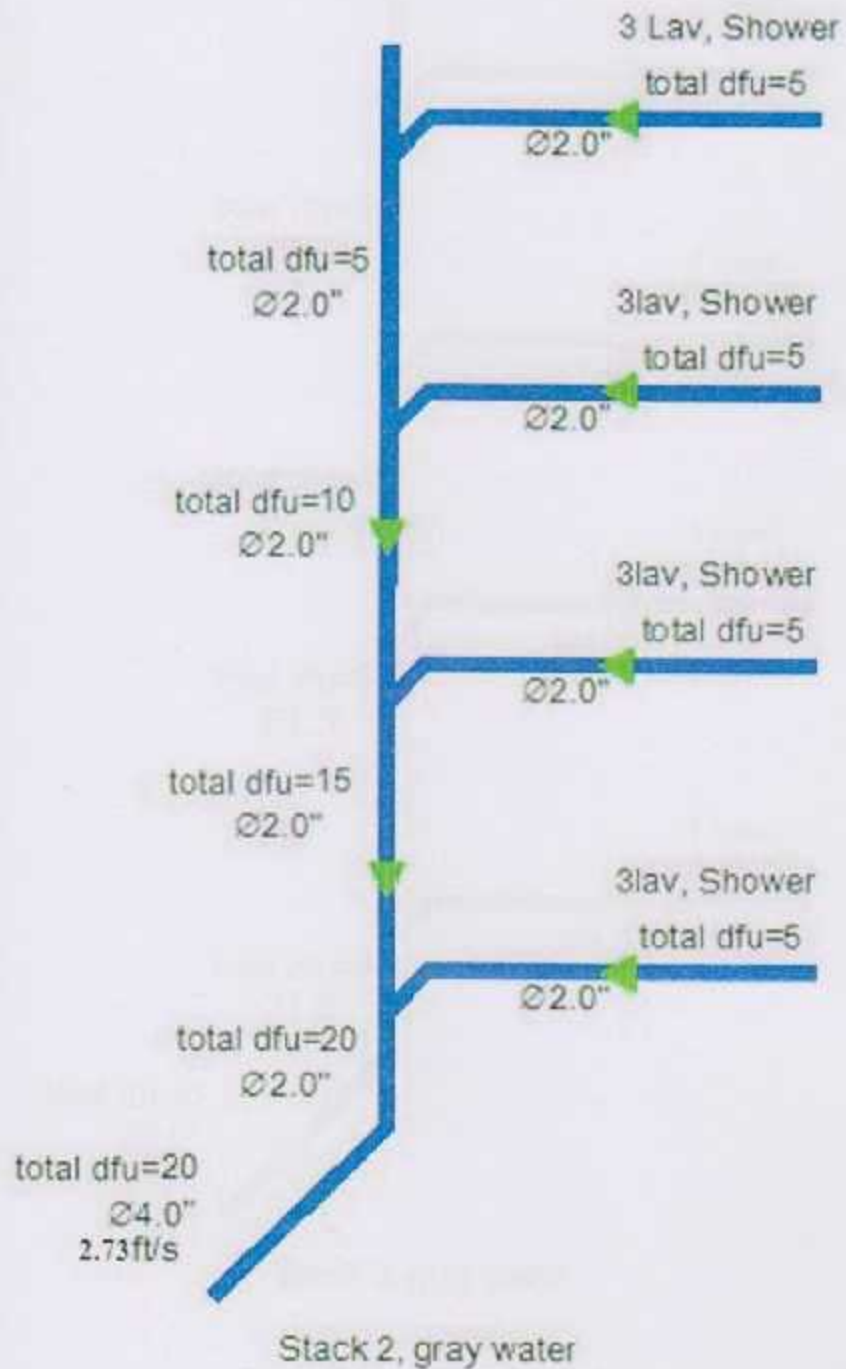 3 Lav, Shower
total dfu=5
Ø2.0"
total dfu=5
Ø2.0"
3lav, Shower
total dfu=5
Ø2.0"
total dfu=10
Ø2.0"
3lav, Shower
total dfu=5
Ø2.0"
total dfu=15
Ø2.0"
3lav, Shower
total dfu=5
Ø2.0"
total dfu=20
Ø2.0"
total dfu=20
Ø4.0"
2.73ft/s
Stack 2, gray water